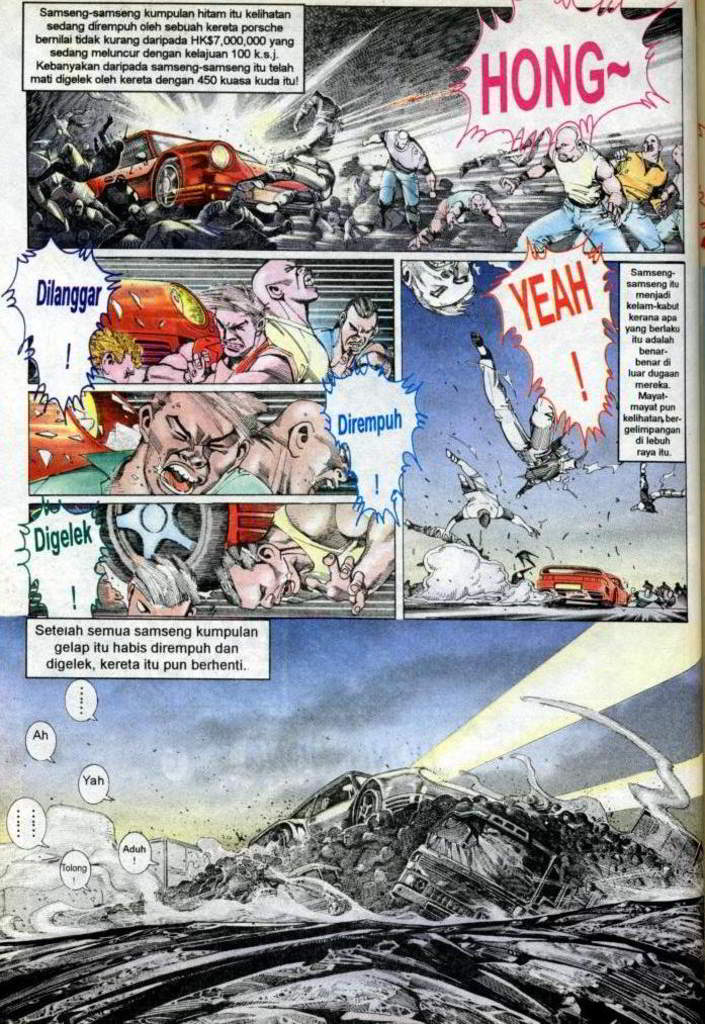 Samseng-samseng kumpulan hitam itu kelihatan
sedang dirempuh oleh sebuah kereta porsche
bernilai tidak kurang daripada HK$7,000,000 yang
sedang meluncur dengan kelajuan 100 k.s.j.
Kebanyakan daripada samseng-samseng itu telah
mati digelek oleh kereta dengan 450 kuasa kuda itu!
HONG~
Dilanggar
!
Dirempuh
!
Digelek
!
YEAH
!
Samseng-
samseng itu
menjadi
kelam-kabut
kerana apa
yang berlaku
itu adalah
benar-
benar di
luar dugaan
mereka.
Mayat-
mayat pun
kelihatan ber
gelimpangan
di lebuh
raya itu.
Setelah semua samseng kumpulan
gelap itu habis dirempuh dan
digelek, kereta itu pun berhenti.
Ah
Yah
Aduh
!
Tolong
!